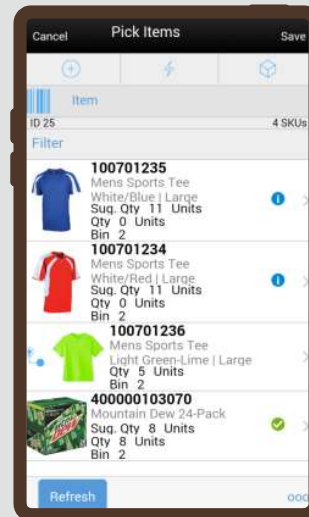 Cancel Pick Items Save
Item
ID 25 4 SKUs
Filter
100701235
Mens Sports Tee
White/Blue | Large
Sug. Qty 11 Units
Qty 0 Units
Bin 2
100701234
Mens Sports Tee
White/Red | Large
Sug. Qty 11 Units
Qty 0 Units
Bin 2
100701236
Mens Sports Tee
Light Green-Lime | Large
Qty 5 Units
Bin 2
400000103070
Mountain Dew 24-Pack
Sug. Qty 8 Units
Qty 8 Units
Bin 2
Refresh